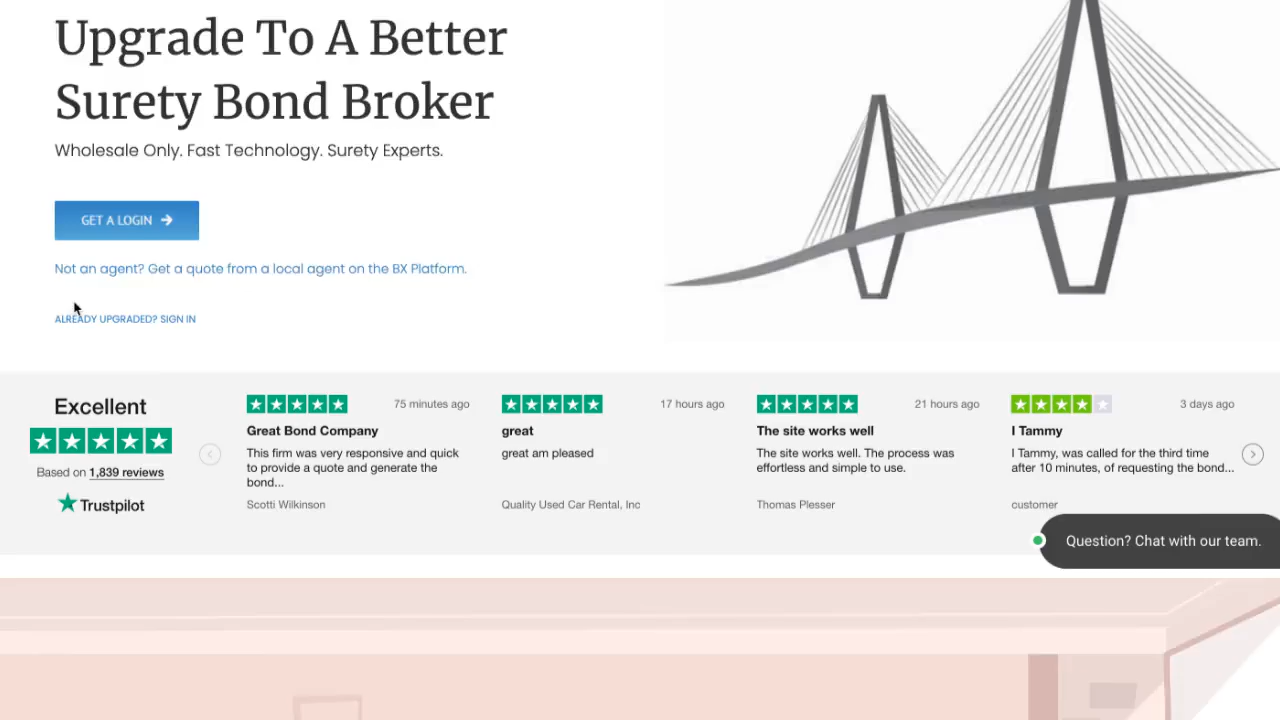 Upgrade To A Better
Surety Bond Broker
Wholesale Only. Fast Technology. Surety Experts.
GET A LOGIN →
Not an agent? Get a quote from a local agent on the BX Platform.
ALREADY UPGRADED? SIGN IN
Excellent
Based on 1,839 reviews
Trustpilot
75 minutes ago
Great Bond Company
This firm was very responsive and quick
to provide a quote and generate the
bond...
Scotti Wilkinson
17 hours ago
great
great am pleased
Quality Used Car Rental, Inc
21 hours ago
The site works well
The site works well. The process was
effortless and simple to use.
Thomas Plesser
3 days ago
I Tammy
I Tammy, was called for the third time
after 10 minutes, of requesting the bond...
customer
Question? Chat with our team.